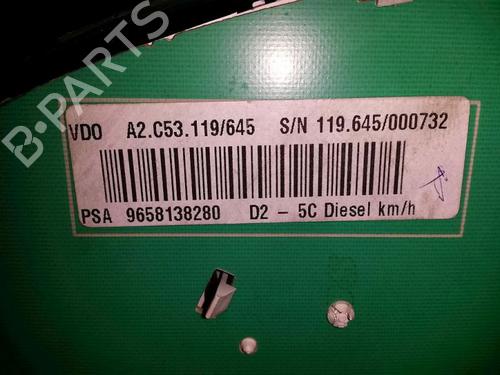 B-PARTS
VDO A2.C53.119/645 S/N 119.645/000732
PSA 9658138280 D2 - 5C Diesel km/h